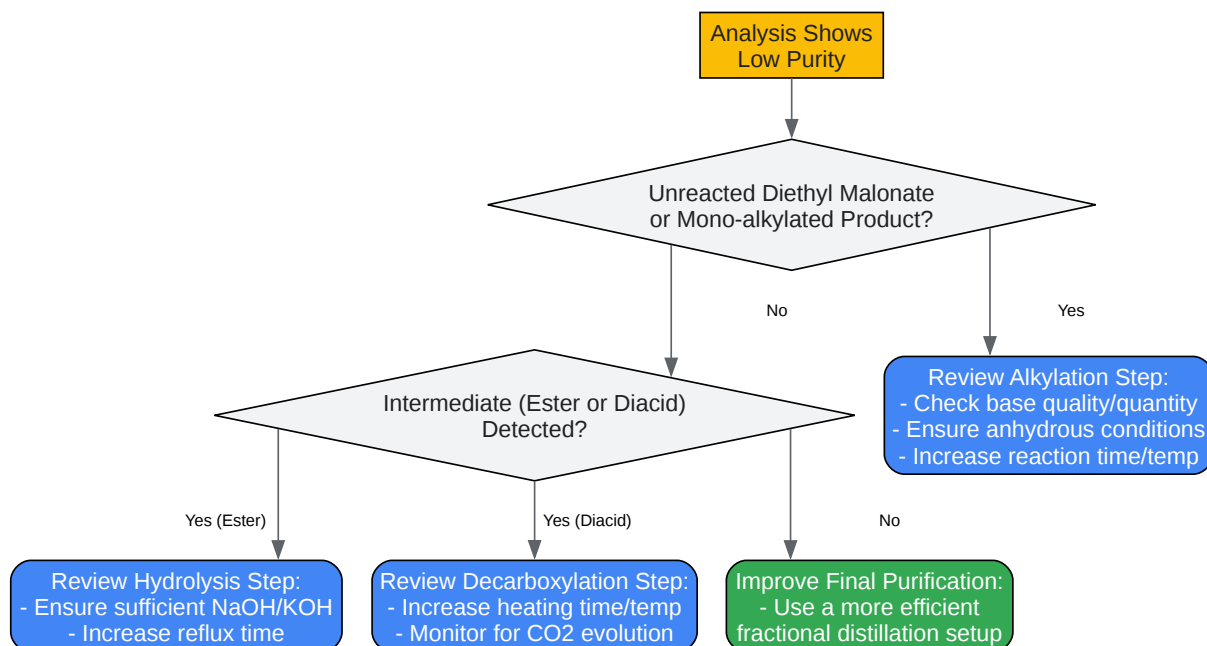 Analysis Shows
Low Purity
Unreacted Diethyl Malonate
or Mono-alkylated Product?
No
Yes
Review Alkylation Step:
- Check base quality/quantity
- Ensure anhydrous conditions
- Increase reaction time/temp
Intermediate (Ester or Diacid)
Detected?
Yes (Ester)
Yes (Diacid)
No
Review Hydrolysis Step:
- Ensure sufficient NaOH/KOH
- Increase reflux time
Review Decarboxylation Step:
- Increase heating time/temp
- Monitor for CO2 evolution
Improve Final Purification:
- Use a more efficient
fractional distillation setup